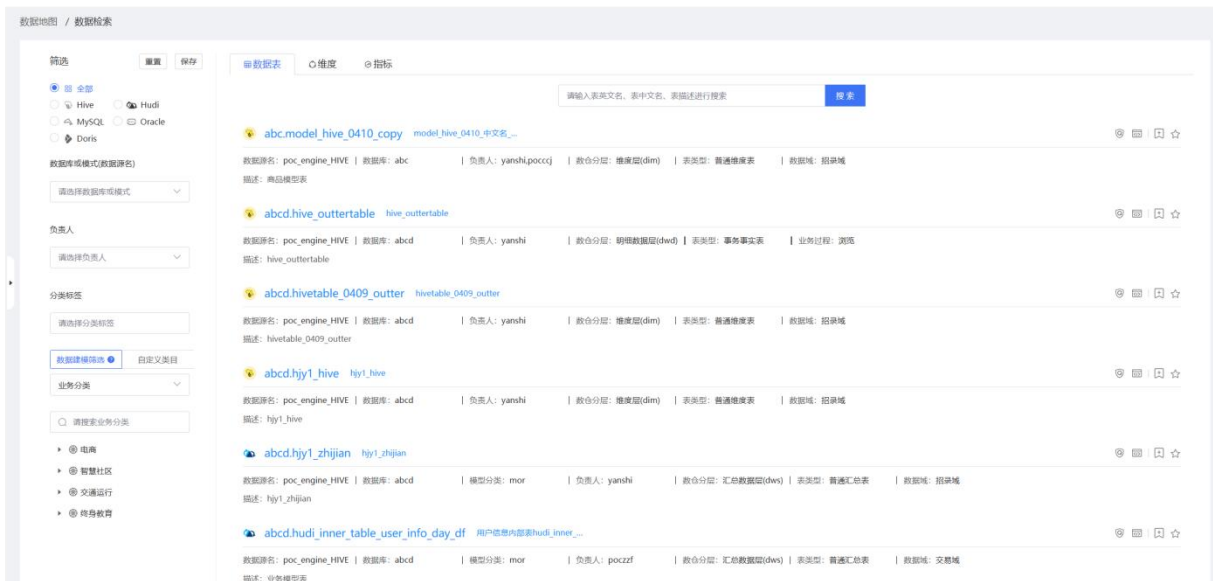 数据地图 / 数据检索
筛选 重置 保存
全部
Hive Hudi
MySQL Oracle
Doris
数据库或模式(数据源名)
请选择数据库或模式
负责人
请选择负责人
分类标签
请选择分类标签
数据建模筛选 自定义类目
业务分类
请搜索业务分类
电商
智慧社区
交通运行
终身教育
数据表 维度 指标
请输入表英文名、表中文名、表描述进行搜索 搜索
abc.model_hive_0410_copy model_hive_0410_中文名_...
数据源名: poc_engine_HIVE | 数据库: abc | 负责人: yanshi,pocccj | 数仓分层: 维度层(dim) | 表类型: 普通维度表 | 数据域: 招录域
描述: 商品模型表
abcd.hive_outtertable hive_outtertable
数据源名: poc_engine_HIVE | 数据库: abcd | 负责人: yanshi | 数仓分层: 明细数据层(dwd) | 表类型: 事务事实表 | 业务过程: 浏览
描述: hive_outtertable
abcd.hivetable_0409_outter hivetable_0409_outter
数据源名: poc_engine_HIVE | 数据库: abcd | 负责人: yanshi | 数仓分层: 维度层(dim) | 表类型: 普通维度表 | 数据域: 招录域
描述: hivetable_0409_outter
abcd.hjy1_hive hjy1_hive
数据源名: poc_engine_HIVE | 数据库: abcd | 负责人: yanshi | 数仓分层: 维度层(dim) | 表类型: 普通维度表 | 数据域: 招录域
描述: hjy1_hive
abcd.hjy1_zhijian hjy1_zhijian
数据源名: poc_engine_HIVE | 数据库: abcd | 模型分类: mor | 负责人: yanshi | 数仓分层: 汇总数据层(dws) | 表类型: 普通汇总表 | 数据域: 招录域
描述: hjy1_zhijian
abcd.hudi_inner_table_user_info_day_df 用户信息内部表hudi_inner_...
数据源名: poc_engine_HIVE | 数据库: abcd | 模型分类: mor | 负责人: poczzf | 数仓分层: 汇总数据层(dws) | 表类型: 普通汇总表 | 数据域: 交易域
描述: 业务模型表